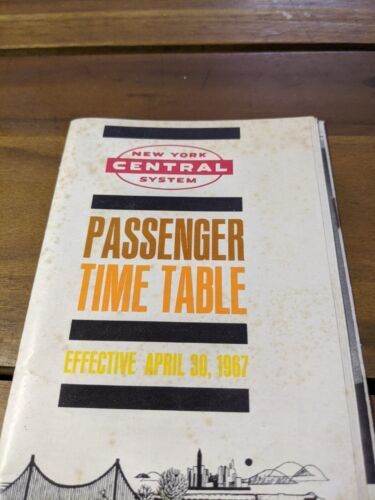 NEW YORK
CENTRAL
SYSTEM
PASSENGER
TIME TABLE
EFFECTIVE APRIL 30, 1967